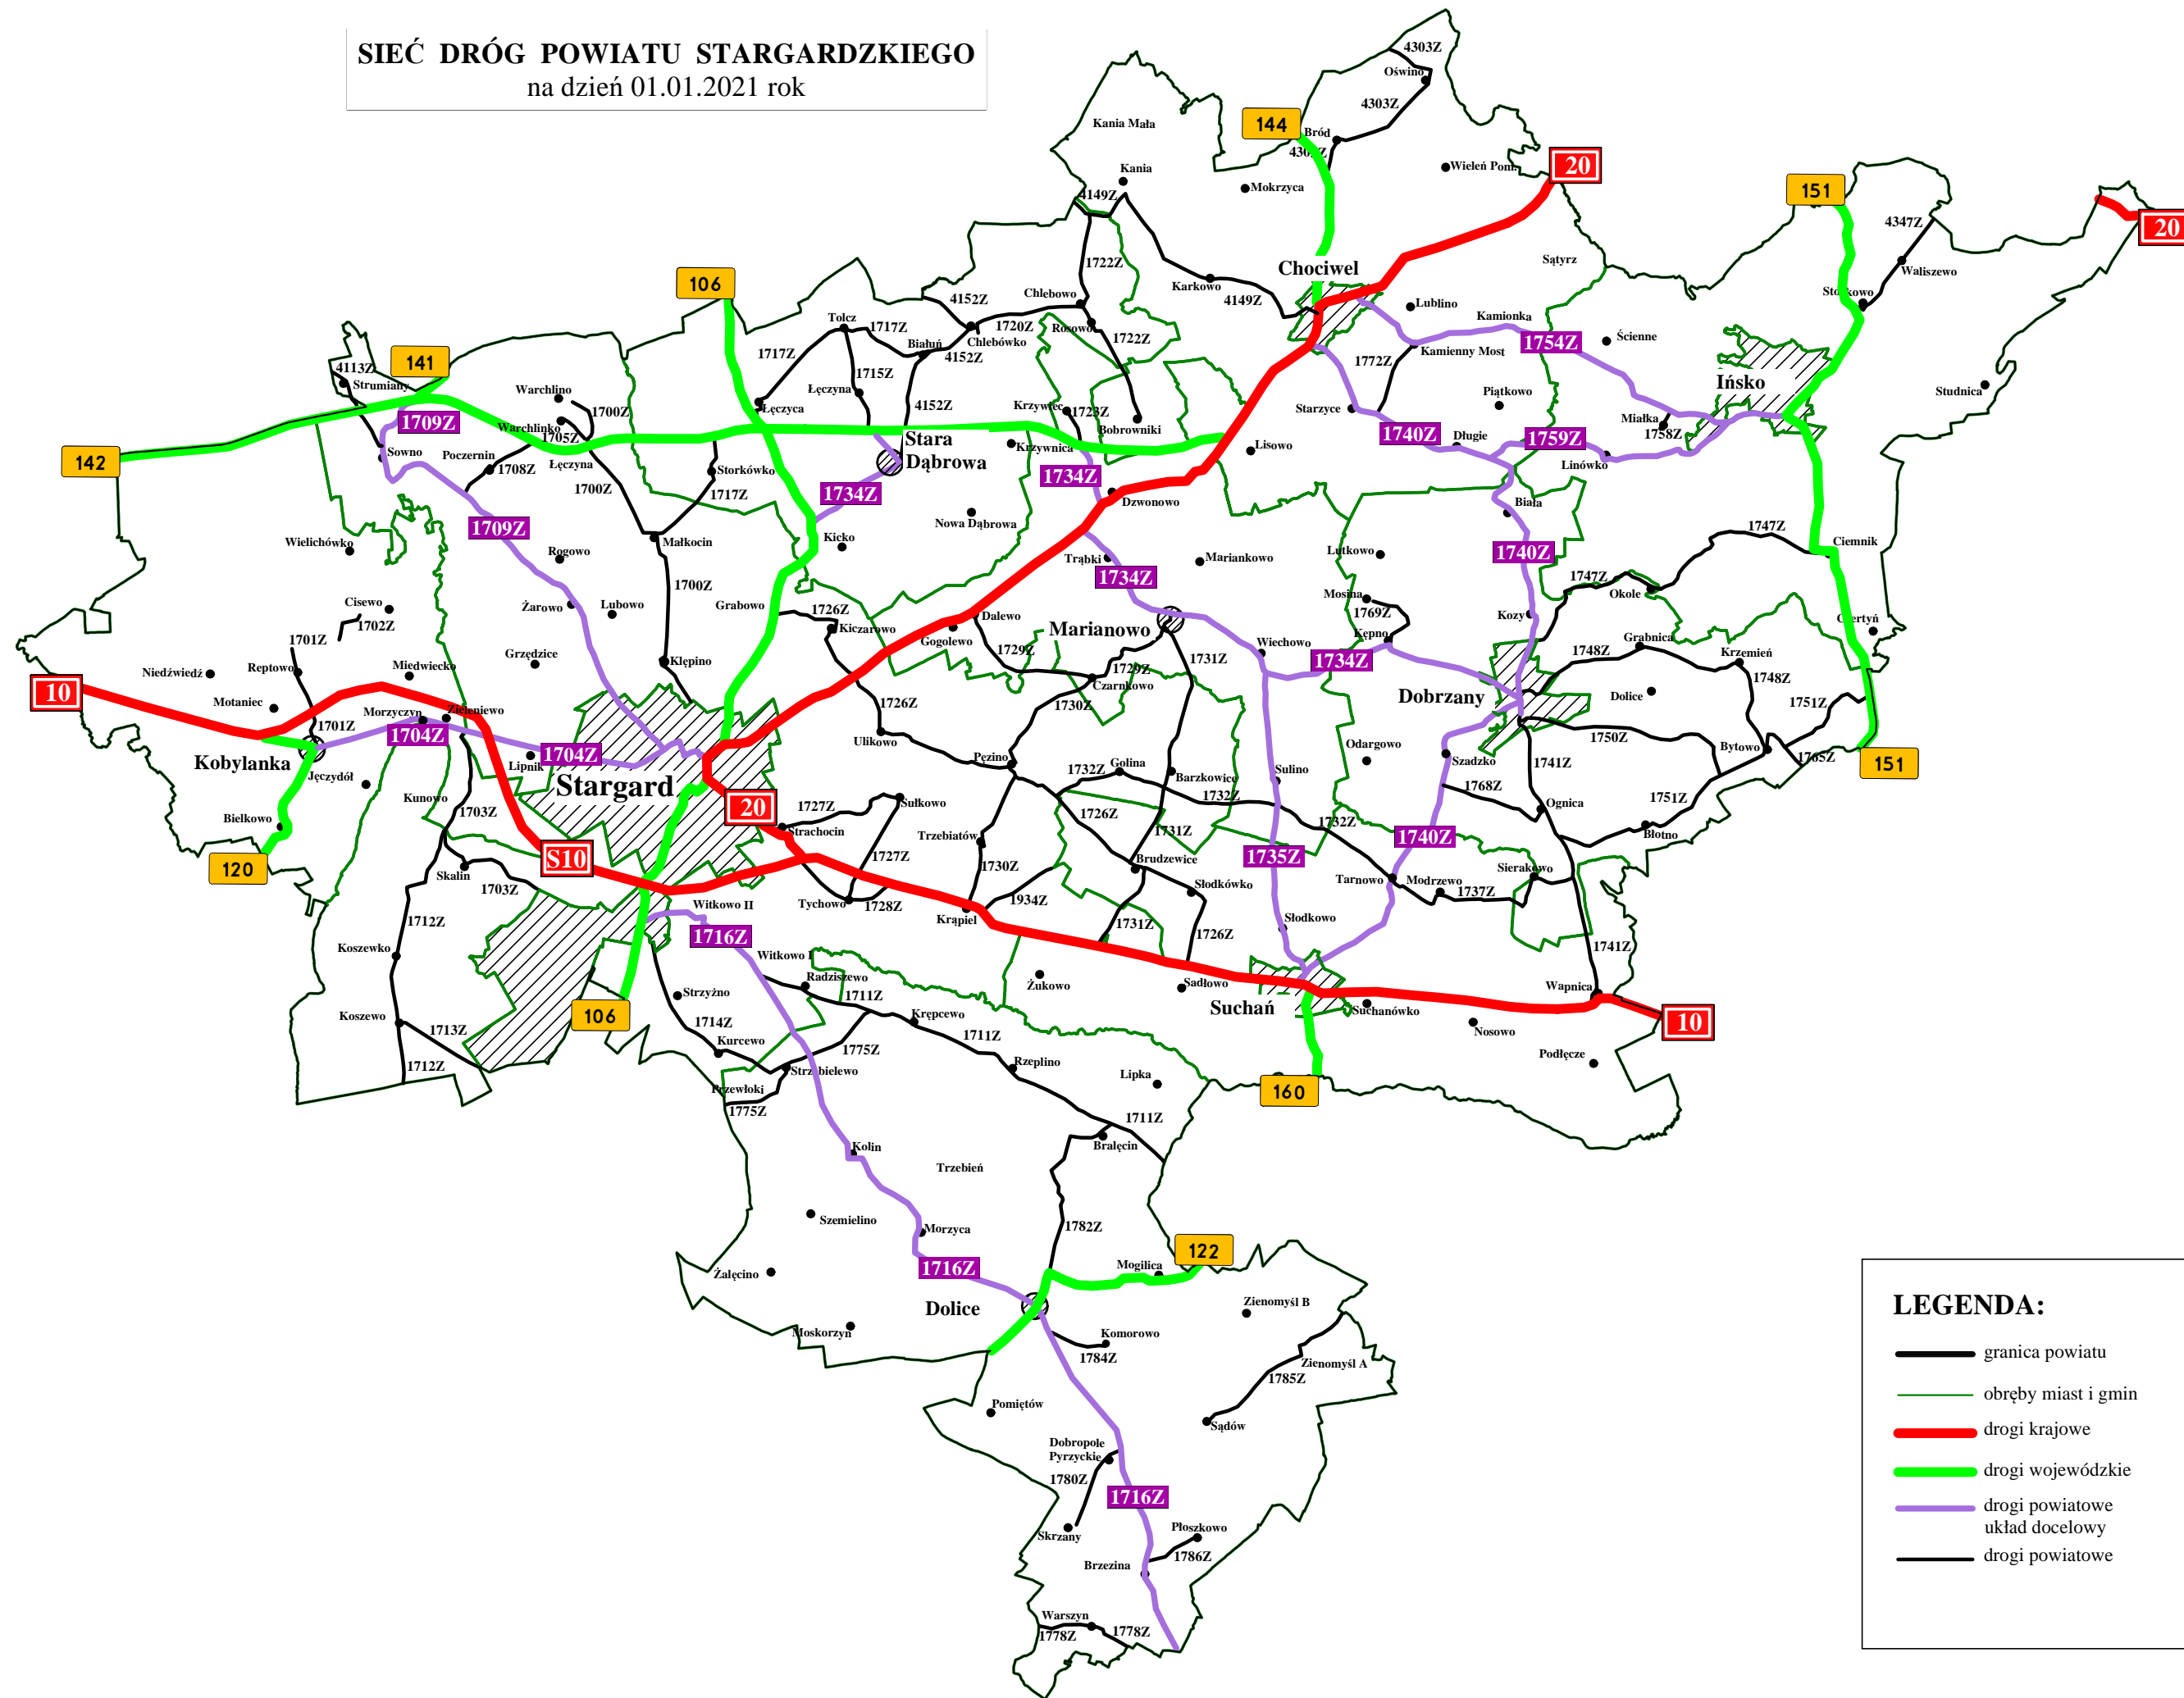 SIEĆ DRÓG POWIATU STARGARDZKIEGO
na dzień 01.01.2021 rok
4303Z
Oświno
4303Z
Kania Mała
144
Bród
Wieleń Pom.
20
Kania
Mokrzyca
151
4149Z
4347Z
20
Sątyrz
Waliszewo
1722Z
Chociwel
106
Karkowo
4149Z
Chlebowo
4152Z
Lublino
Kamionka
Tolcz
1717Z
1720Z
Rosowo
1722Z
Chlebówko
Białuń
4152Z
1717Z
1754Z
Ścienne
Kamienny Most
1772Z
141
4113Z
Strumiany
1715Z
Łęczyna
Ińsko
Studnica
Warchlino
1700Z
Łęczyca
4152Z
Krzywiec
1723Z
Starzyce
Piątkowo
Miałka
1758Z
1709Z
Warchlinko
1705Z
Bobrowniki
1740Z
Długie
1759Z
Stara
Dąbrowa
Krzywnica
Lisowo
142
Sowno
Poczernin
1708Z
Łęczyna
1700Z
Storkówko
1717Z
1734Z
1734Z
Linówko
Dzwonowo
Biała
1709Z
Nowa Dąbrowa
1747Z
Wielichówko
Rogowo
Małkocin
Kicko
Trąbki
Mariankowo
Lutkowo
1740Z
Ciemnik
1700Z
1734Z
1747Z
Okole
Cisewo
1702Z
Żarowo
Lubowo
Grabowo
1726Z
Kiczarowo
Dalewo
Gogolewo
Marianowo
Mosina
1769Z
Kozy
Kępno
1701Z
Reptowo
Niedźwiedź
Miedwiecko
Grzędzice
Klępino
1729Z
1729Z
Czarnkowo
1731Z
Wiechowo
1734Z
Grabnica
1748Z
Krzemień
1748Z
10
Motaniec
Morzyczyn
Zieleniewo
1726Z
1730Z
Dobrzany
Dolice
1751Z
1701Z
1704Z
1704Z
Ulikowo
1750Z
Bytowo
Kobylanka
Lipnik
Stargard
Pęzino
Golina
1732Z
Barzkowice
Odargowo
Szadzko
1741Z
1765Z
151
Jęczydół
Kunowo
1703Z
20
1727Z
Sułkowo
1732Z
Sulino
1768Z
Ognica
1751Z
Bielkowo
Strachocin
Trzebiatów
1726Z
1731Z
1732Z
1740Z
Błotno
120
S10
1727Z
1730Z
Brudzewice
1735Z
Skalin
1703Z
Tychowo
1728Z
1934Z
Słodkówko
Tarnowo
Modrzewo
1737Z
Sierakowo
Witkowo II
Krąpiel
1712Z
1716Z
1731Z
1726Z
Słodkowo
1741Z
Koszewko
Witkowo I
Radziszewo
Żukowo
Sadłowo
Wapnica
Strzyżno
1711Z
Suchań
Suchanówko
106
Koszewo
1713Z
1714Z
Krępcewo
1711Z
Nosowo
10
Kurcewo
1775Z
Rzeplino
Podłęcze
1712Z
Przewłoki
Lipka
160
1775Z
1711Z
Kolin
Bralęcin
Trzebień
Szemielino
Morzyca
1782Z
122
Żalęcino
1716Z
Mogilica
Dolice
Zienomyśl B
Moskorzyn
Komorowo
1784Z
Zienomyśl A
1785Z
Pomiętów
Sądów
Dobropole
Pyrzyckie
1780Z
1716Z
Skrzany
Płoszkowo
1786Z
Brzezina
Warszyn
1778Z
1778Z
LEGENDA:
granica powiatu
obręby miast i gmin
drogi krajowe
drogi wojewódzkie
drogi powiatowe
układ docelowy
drogi powiatowe